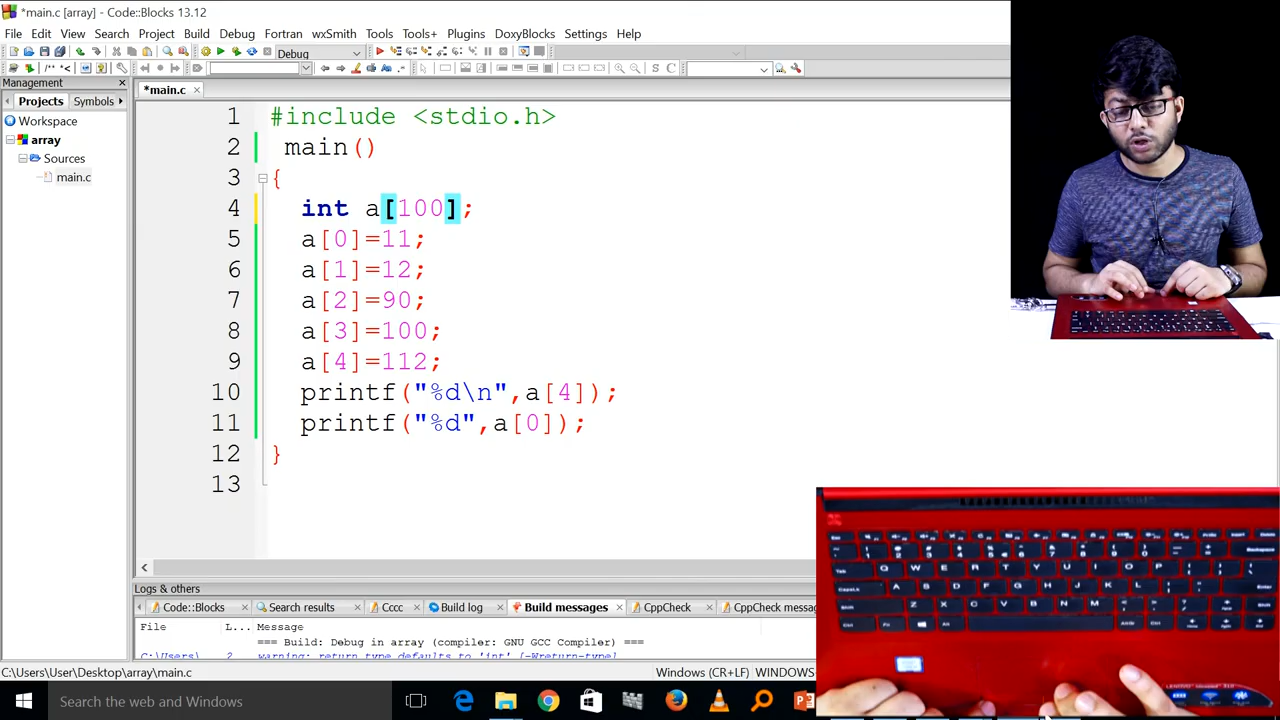 *main.c [array] - Code::Blocks 13.12
File Edit View Search Project Build Debug Fortran wxSmith Tools Tools+ Plugins DoxyBlocks Settings Help
Debug
/** *<
S C
Management
*main.c
Projects Symbols
Workspace
array
Sources
main.c
1 #include <stdio.h>
2 main()
3 {
4 int a[100];
5 a[0]=11;
6 a[1]=12;
7 a[2]=90;
8 a[3]=100;
9 a[4]=112;
10 printf("%d\n",a[4]);
11 printf("%d",a[0]);
12 }
13
Logs & others
Code::Blocks Search results Cccc Build log Build messages CppCheck CppCheck messag
File L... Message
=== Build: Debug in array (compiler: GNU GCC Compiler) ===
C:\Users\ 2 warning: return type defaults to 'int' [-Wreturn-type]
C:\Users\User\Desktop\array\main.c Windows (CR+LF) WINDOWS
Search the web and Windows